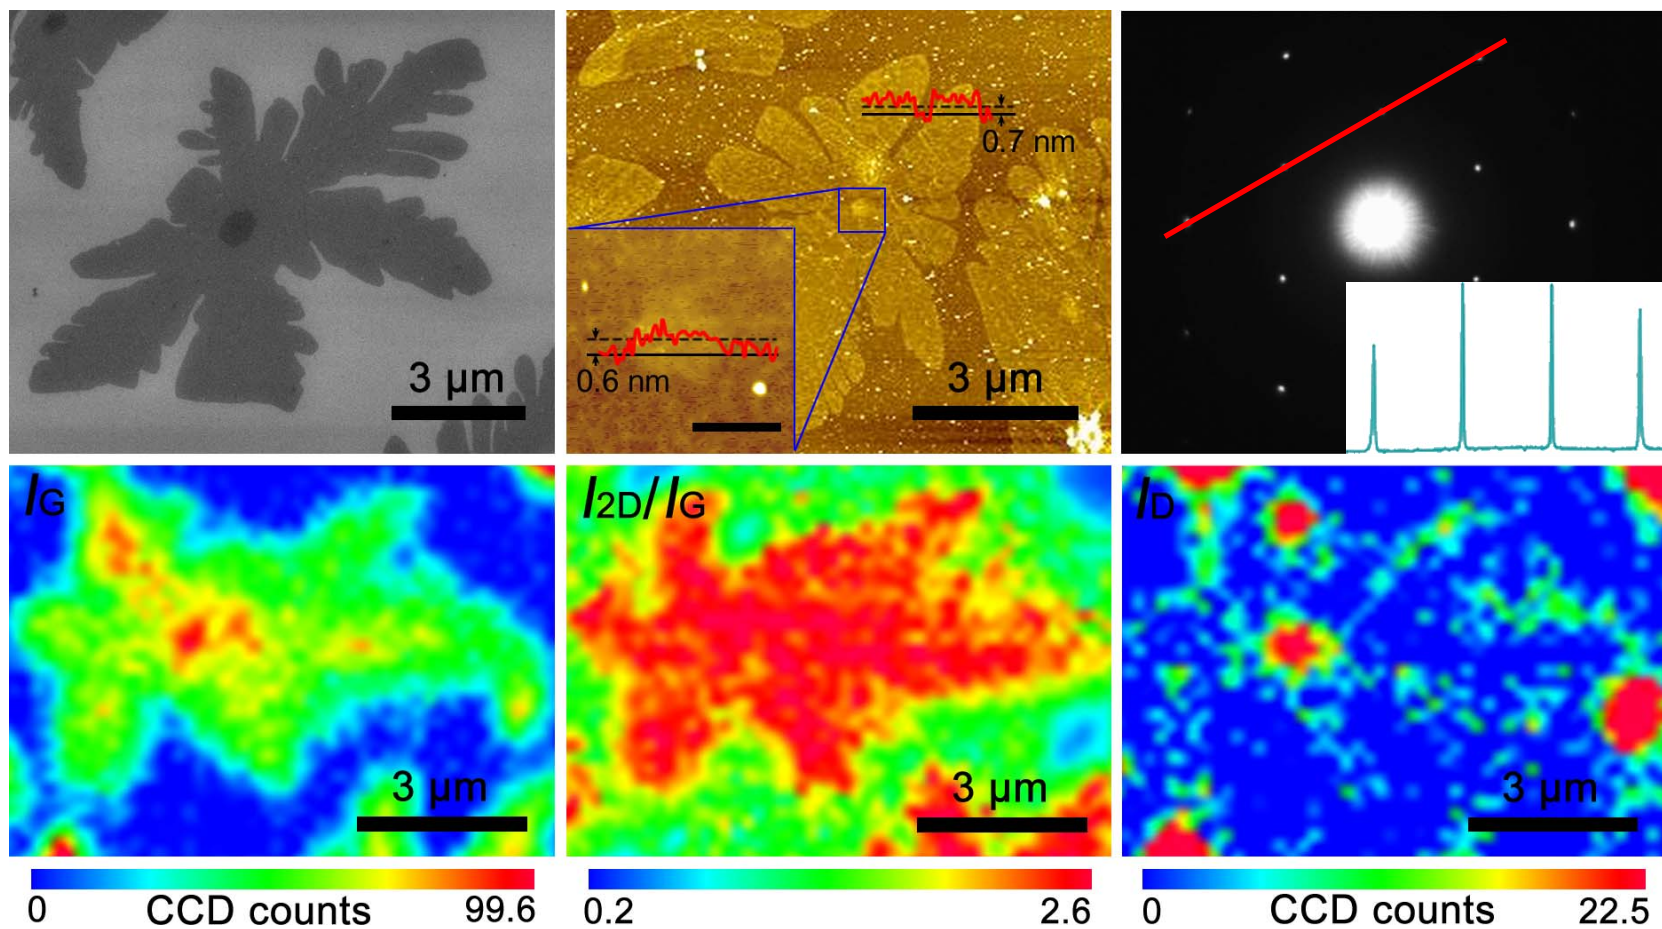 0.7 nm
0.6 nm
3 μm
3 μm
IG
I2D/IG
ID
3 μm
3 μm
3 μm
0 CCD counts 99.6
0.2 2.6
0 CCD counts 22.5